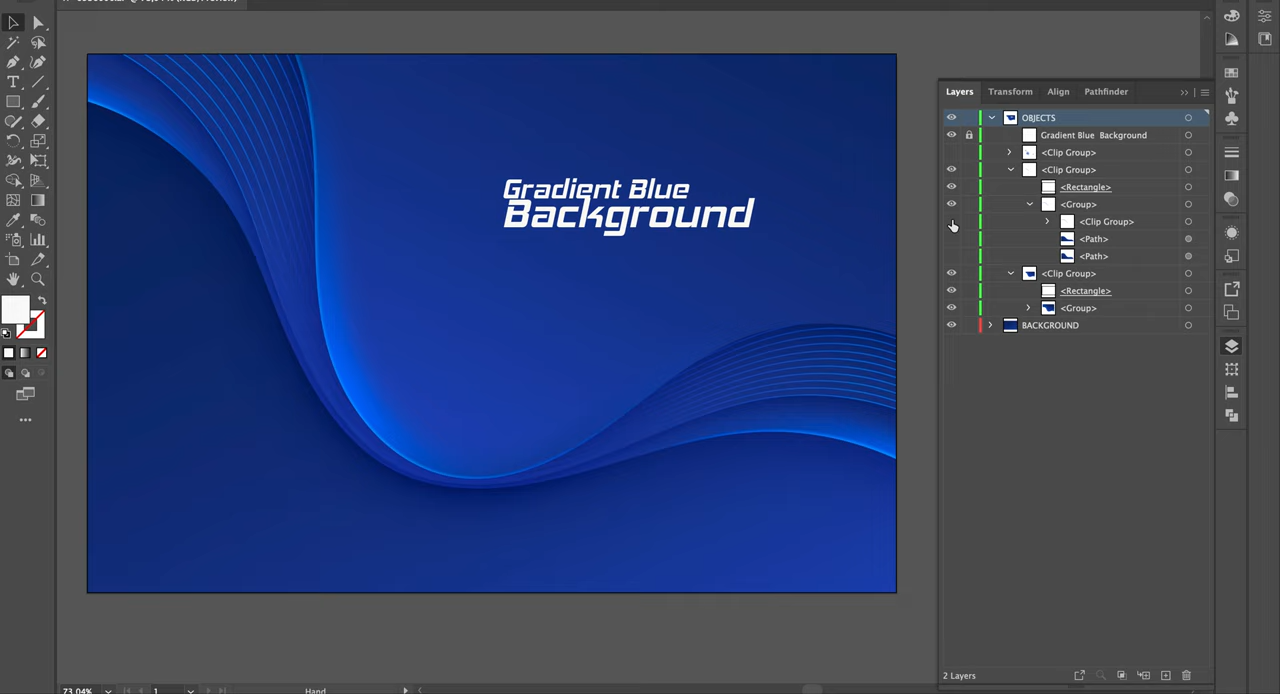 Layers Transform Align Pathfinder
OBJECTS
Gradient Blue Background
<Clip Group>
<Clip Group>
<Rectangle>
<Group>
<Clip Group>
<Path>
<Path>
<Clip Group>
<Rectangle>
<Group>
BACKGROUND
Gradient Blue
Background
2 Layers
73.04% 1 Hand